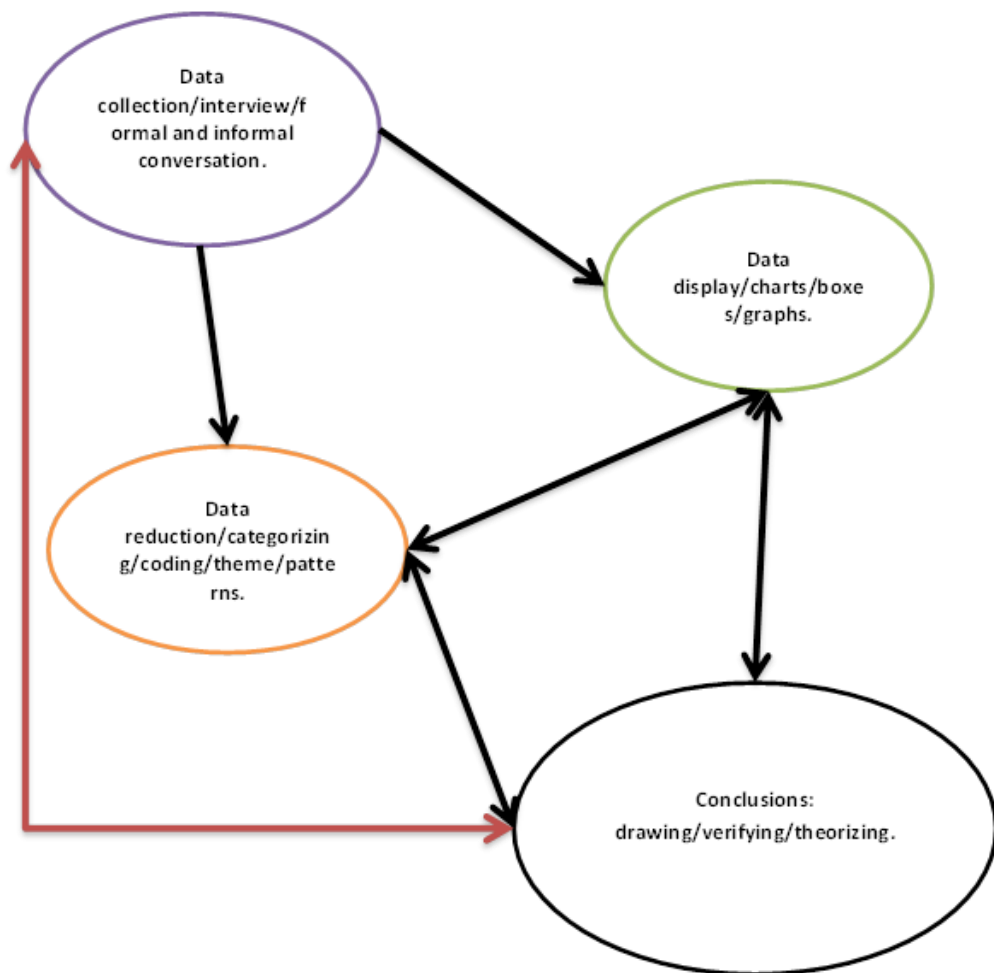 Data
collection/interview/f
ormal and informal
conversation.
Data
display/charts/boxe
s/graphs.
Data
reduction/categorizin
g/coding/theme/patte
rns.
Conclusions:
drawing/verifying/theorizing.